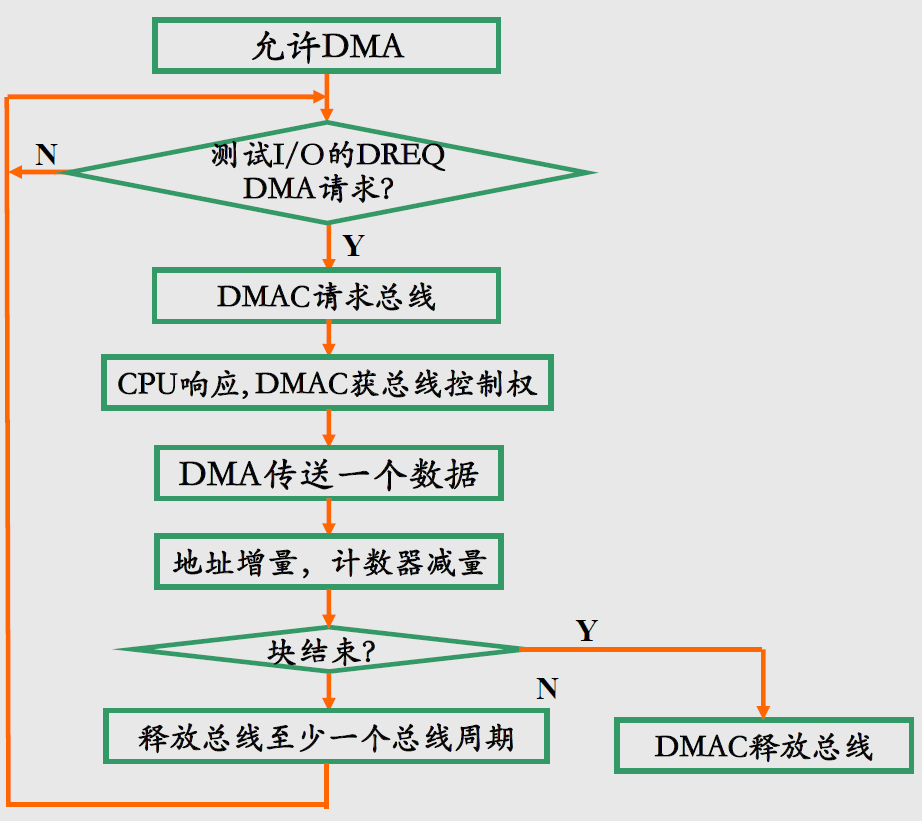 允许DMA
测试I/O的DREQ
DMA请求?
N
Y
DMAC请求总线
CPU响应,DMAC获总线控制权
DMA传送一个数据
地址增量，计数器减量
块结束?
Y
N
释放总线至少一个总线周期
DMAC释放总线